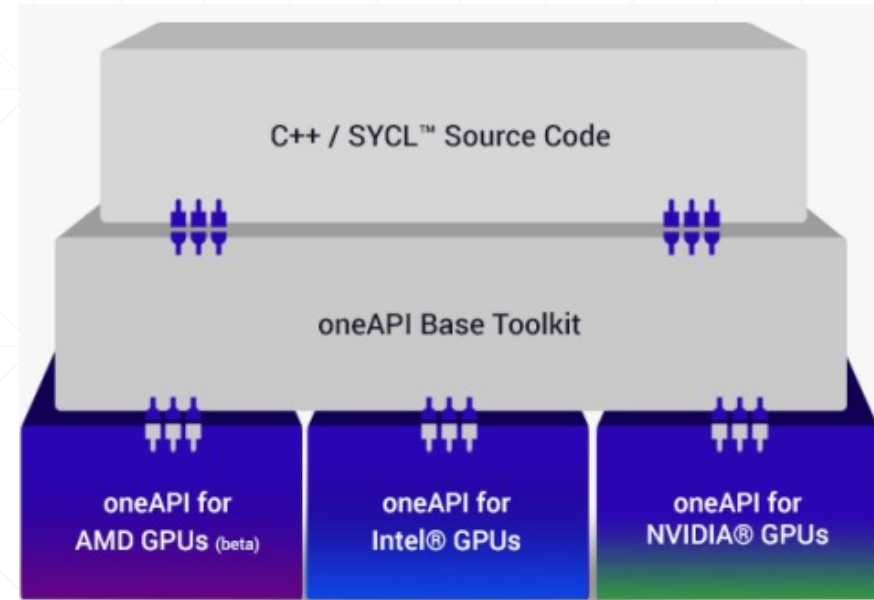 C++ / SYCL™ Source Code
oneAPI Base Toolkit
oneAPI for
AMD GPUs (beta)
oneAPI for
Intel® GPUs
oneAPI for
NVIDIA® GPUs